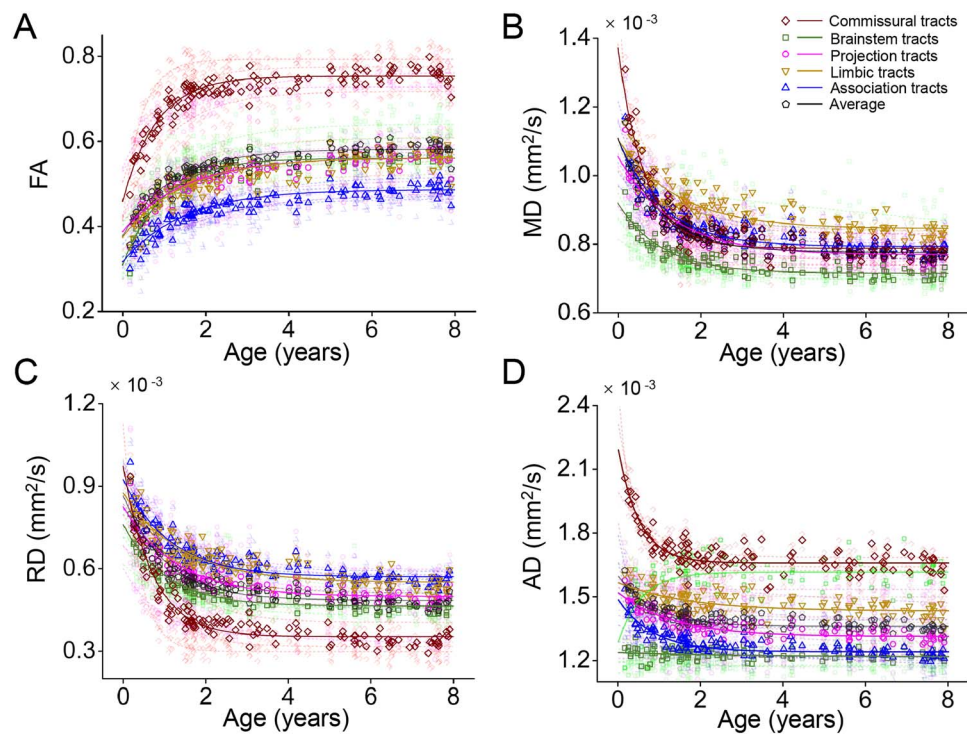 A
0.8
0.6
0.4
0.2
FA
0 2 4 6 8
Age (years)
B
× 10 -3
1.4
1.2
1.0
0.8
0.6
MD (mm²/s)
0 2 4 6 8
Age (years)
Commissural tracts
Brainstem tracts
Projection tracts
Limbic tracts
Association tracts
Average
C
× 10 -3
1.2
0.9
0.6
0.3
RD (mm²/s)
0 2 4 6 8
Age (years)
D
× 10 -3
2.4
2.1
1.8
1.5
1.2
AD (mm²/s)
0 2 4 6 8
Age (years)